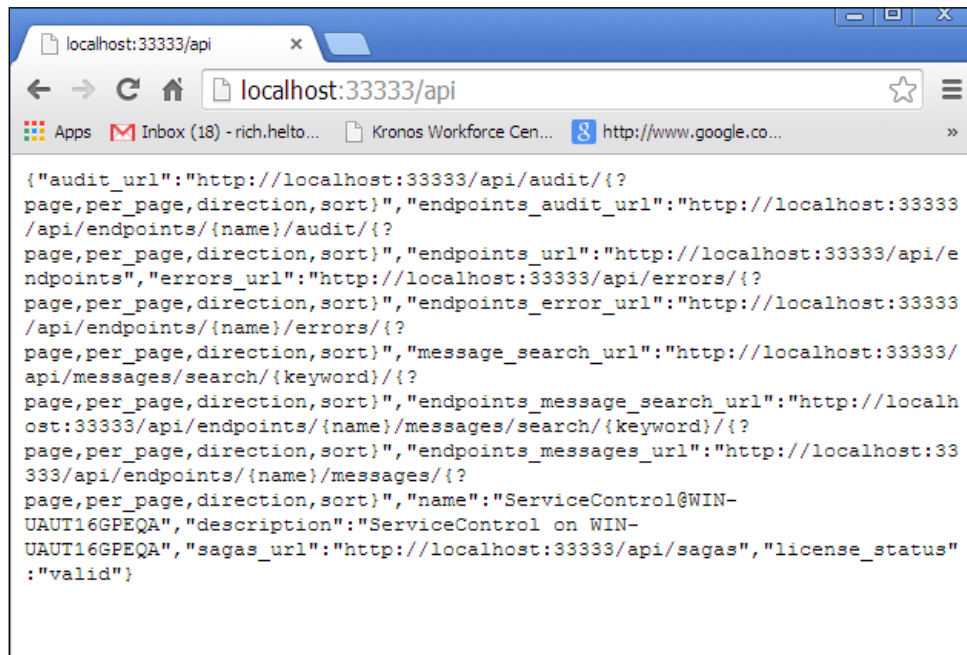 localhost:33333/api
localhost:33333/api
Apps Inbox (18) - rich.helto... Kronos Workforce Cen... http://www.google.co... »
{"audit_url":"http://localhost:33333/api/audit/{?
page,per_page,direction,sort}","endpoints_audit_url":"http://localhost:33333
/api/endpoints/{name}/audit/{?
page,per_page,direction,sort}","endpoints_url":"http://localhost:33333/api/e
ndpoints","errors_url":"http://localhost:33333/api/errors/{?
page,per_page,direction,sort}","endpoints_error_url":"http://localhost:33333
/api/endpoints/{name}/errors/{?
page,per_page,direction,sort}","message_search_url":"http://localhost:33333/
api/messages/search/{keyword}/{?
page,per_page,direction,sort}","endpoints_message_search_url":"http://localh
ost:33333/api/endpoints/{name}/messages/search/{keyword}/{?
page,per_page,direction,sort}","endpoints_messages_url":"http://localhost:33
333/api/endpoints/{name}/messages/{?
page,per_page,direction,sort}","name":"ServiceControl@WIN-
UAUT16GPEQA","description":"ServiceControl on WIN-
UAUT16GPEQA","sagas_url":"http://localhost:33333/api/sagas","license_status"
:"valid"}